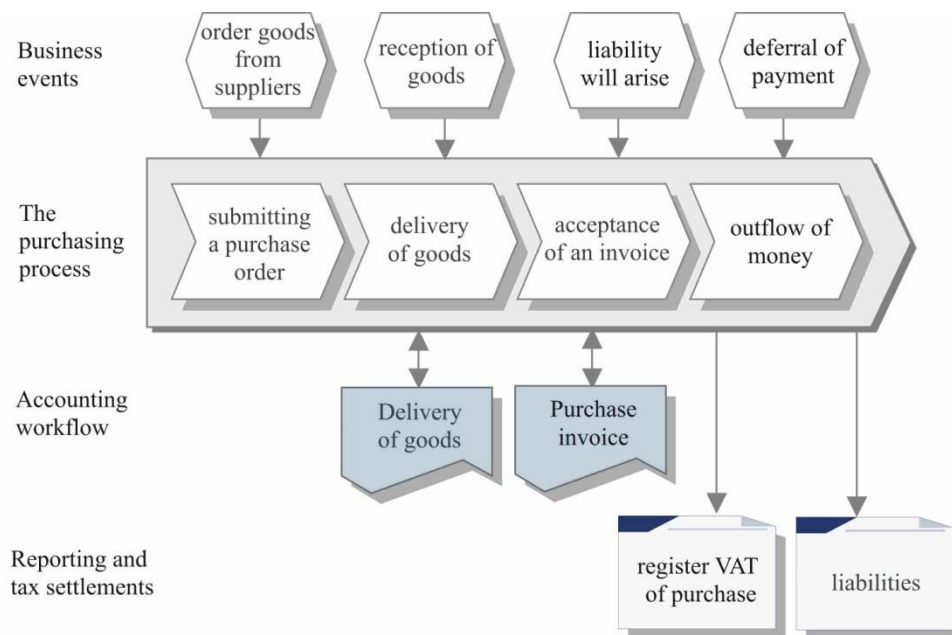 Business
events
order goods
from
suppliers
reception of
goods
liability
will arise
deferral of
payment
The
purchasing
process
submitting
a purchase
order
delivery
of goods
acceptance
of an invoice
outflow of
money
Accounting
workflow
Delivery
of goods
Purchase
invoice
Reporting and
tax settlements
register VAT
of purchase
liabilities